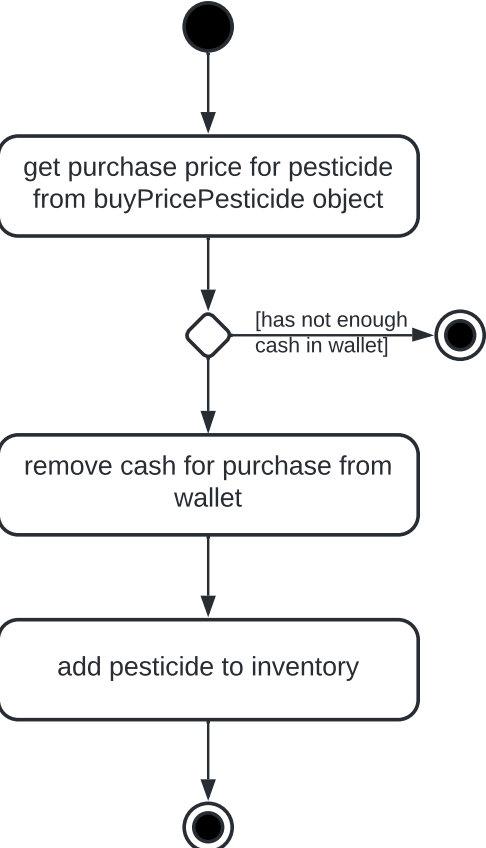 get purchase price for pesticide
from buyPricePesticide object
[has not enough
cash in wallet]
remove cash for purchase from
wallet
add pesticide to inventory